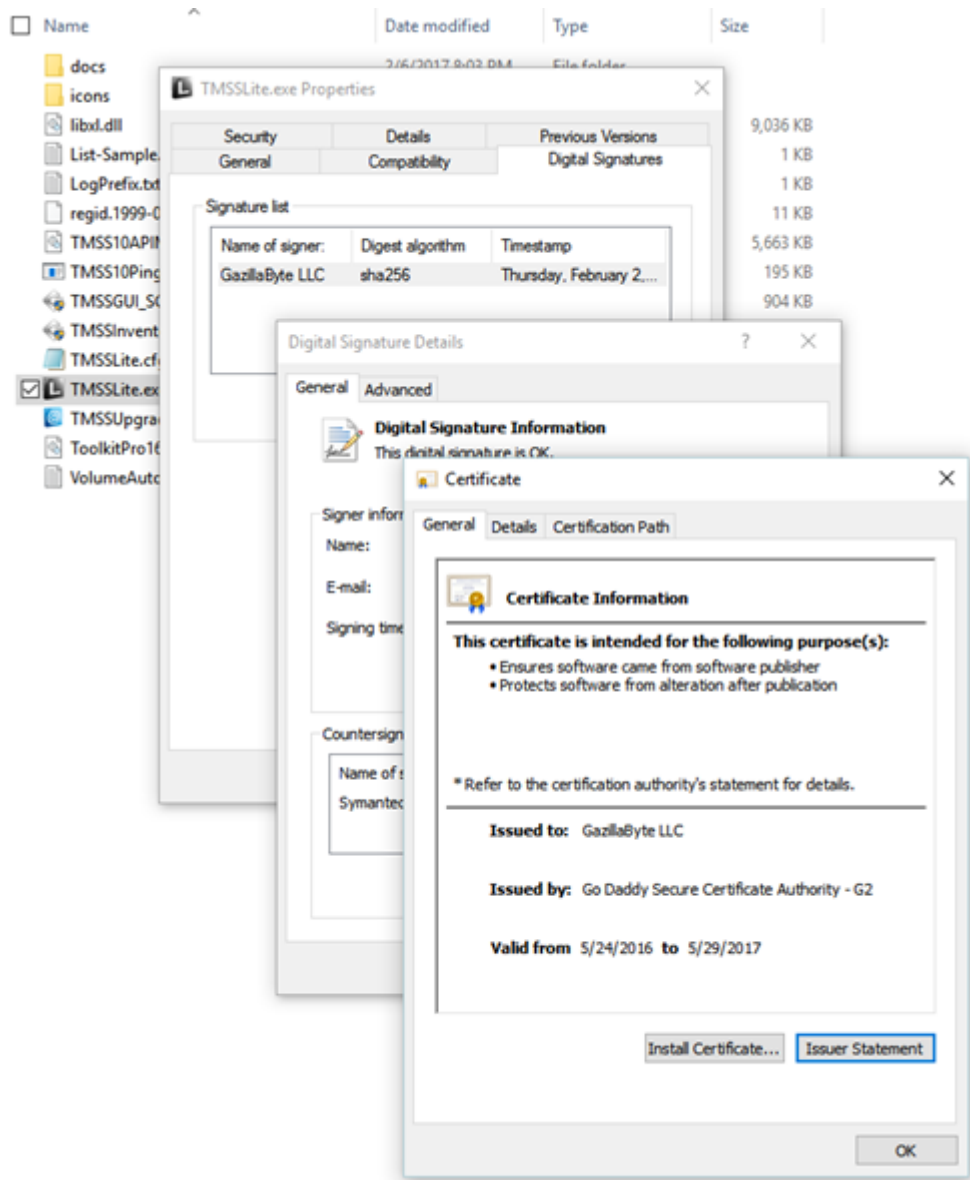 Name Date modified Type Size
docs 2/6/2017 8:03 PM File folder
icons
libxl.dll 9,036 KB
List-Sample. 1 KB
LogPrefix.txt 1 KB
regid.1999-0 11 KB
TMSS10API 5,663 KB
TMSS10Ping 195 KB
TMSSGUI_SO 904 KB
TMSSInvent
TMSSLite.cf
TMSSLite.ex
TMSSUpgra
ToolkitPro16
VolumeAuto
TMSSLite.exe Properties
Security Details Previous Versions
General Compatibility Digital Signatures
Signature list
Name of signer: Digest algorithm Timestamp
GazillaByte LLC sha256 Thursday, February 2,...
Digital Signature Details ?
General Advanced
Digital Signature Information
This digital signature is OK.
Signer inform
Name:
E-mail:
Signing time
Countersign
Name of s
Symantec
Certificate
General Details Certification Path
Certificate Information
This certificate is intended for the following purpose(s):
• Ensures software came from software publisher
• Protects software from alteration after publication
* Refer to the certification authority's statement for details.
Issued to: GazillaByte LLC
Issued by: Go Daddy Secure Certificate Authority - G2
Valid from 5/24/2016 to 5/29/2017
Install Certificate... Issuer Statement
OK